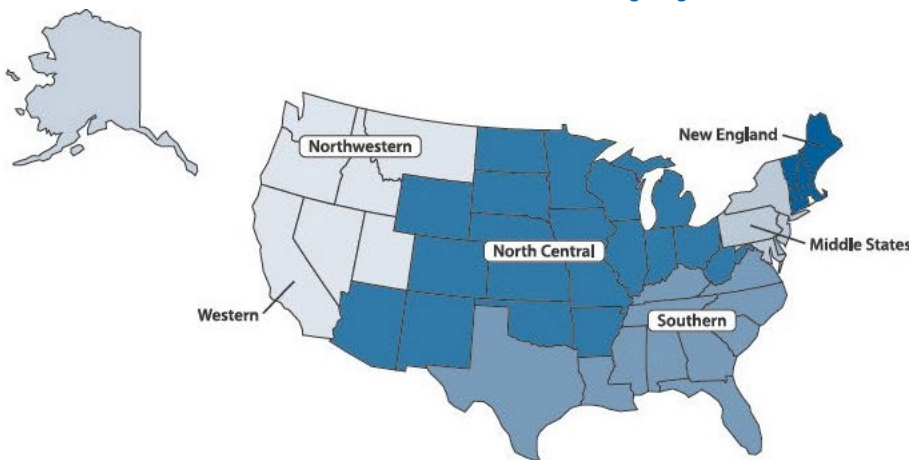 New England
Northwestern
Middle States
North Central
Western
Southern